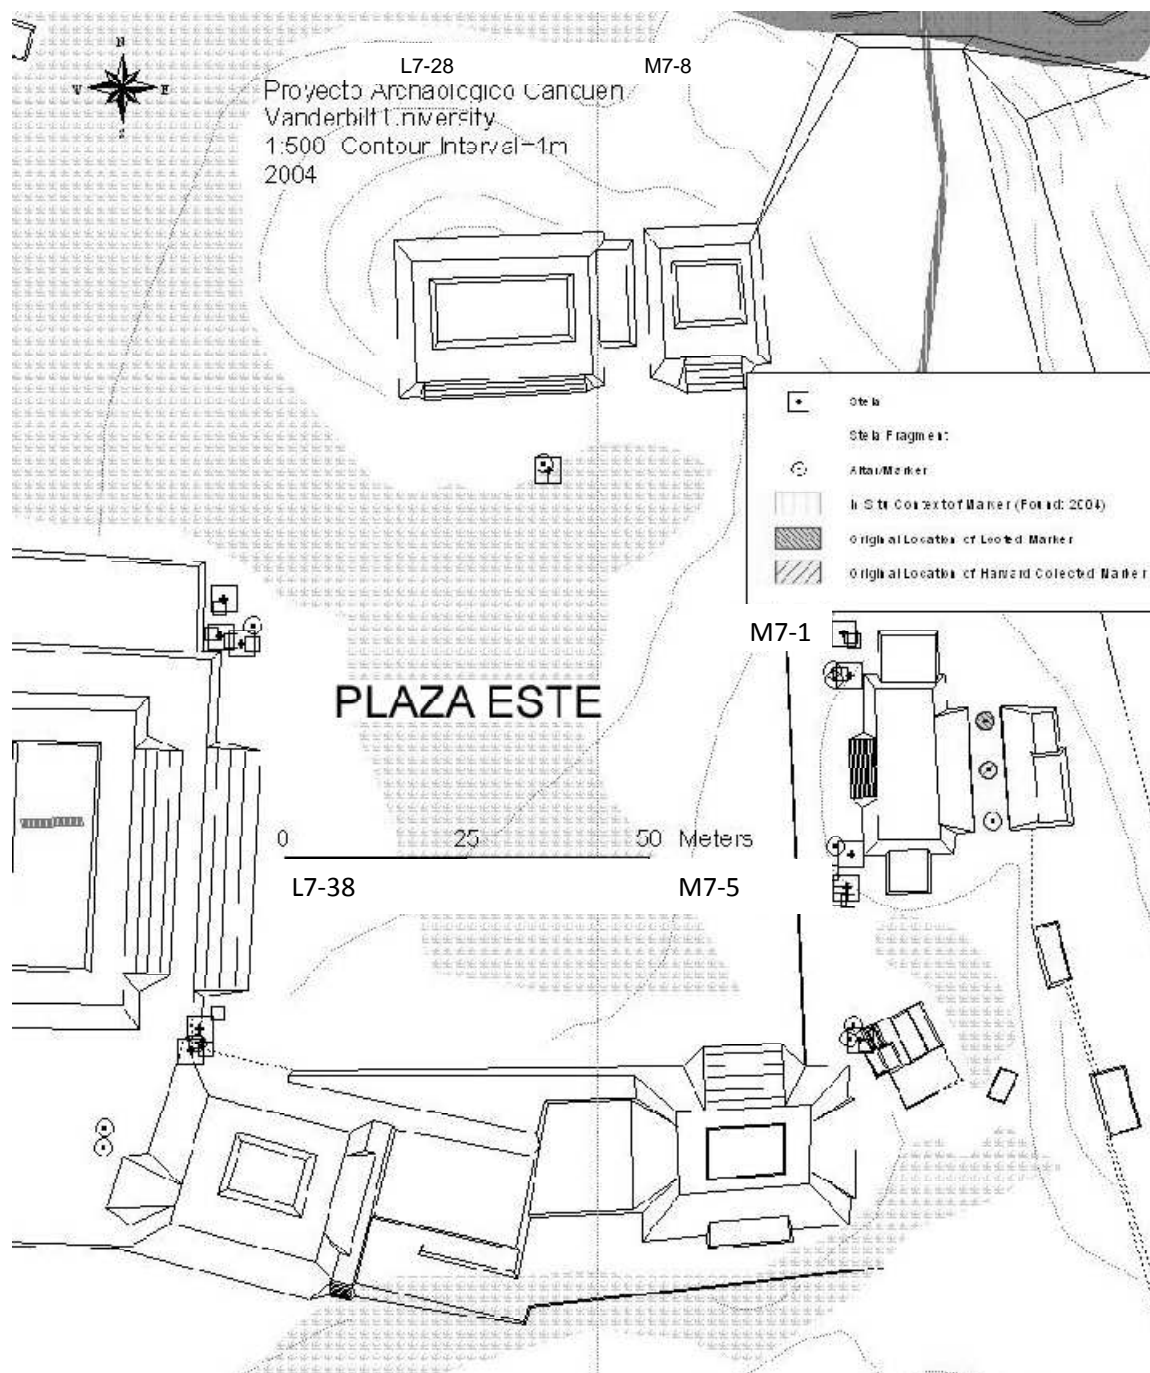 L7-28
M7-8
N
W E
S
Proyecto Archaologico Cancuen
Vanderbilt University
1:500 Contour Interval=1m
2004
Stela
Stela Fragment
Altar/Marker
In Situ Context of Marker (Found: 2004)
Original Location of Looted Marker
Original Location of Harvard Collected Marker
M7-1
PLAZA ESTE
0 25 50 Meters
L7-38
M7-5